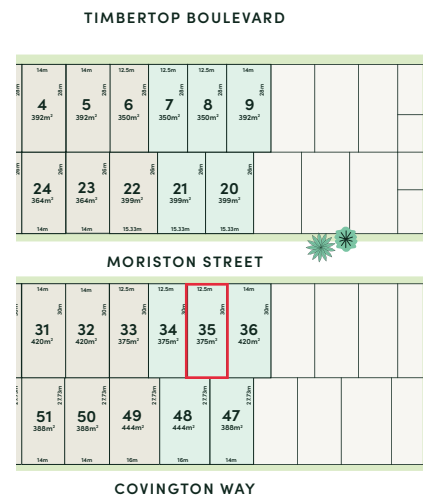 TIMBERTOP BOULEVARD
14m 14m 12.5m 12.5m 12.5m 14m
28m 28m 28m 28m 28m 28m 28m
4 5 6 7 8 9
392m² 392m² 350m² 350m² 350m² 392m²
26m 26m 26m 26m 26m 26m
24 23 22 21 20
364m² 364m² 399m² 399m² 399m²
14m 14m 15.33m 15.33m 15.33m
MORISTON STREET
14m 14m 12.5m 12.5m 12.5m 14m
30m 30m 30m 30m 30m
31 32 33 34 35 36
420m² 420m² 375m² 375m² 375m² 420m²
27.73m 27.73m 27.73m 27.73m 27.73m
51 50 49 48 47
388m² 388m² 444m² 444m² 388m²
14m 14m 16m 16m 14m
COVINGTON WAY